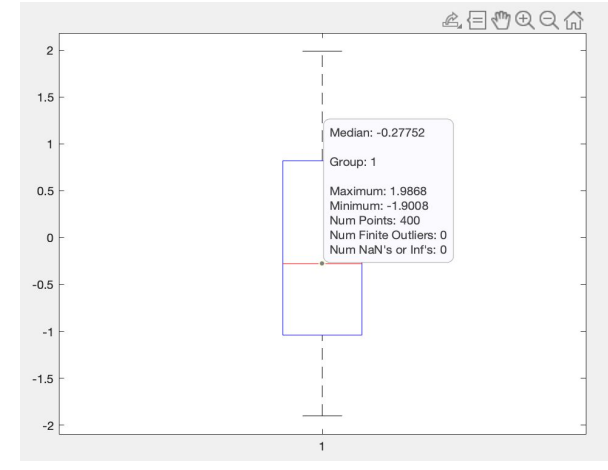 2
1.5
1
0.5
0
-0.5
-1
-1.5
-2
Median: -0.27752
Group: 1
Maximum: 1.9868
Minimum: -1.9008
Num Points: 400
Num Finite Outliers: 0
Num NaN's or Inf's: 0
1